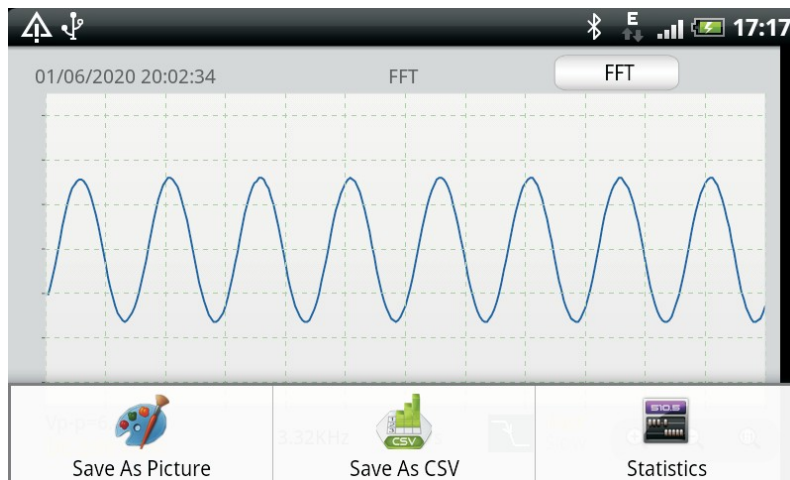 E 17:17
01/06/2020 20:02:34 FFT FFT
3.32KHz
CSV
Save As Picture Save As CSV Statistics